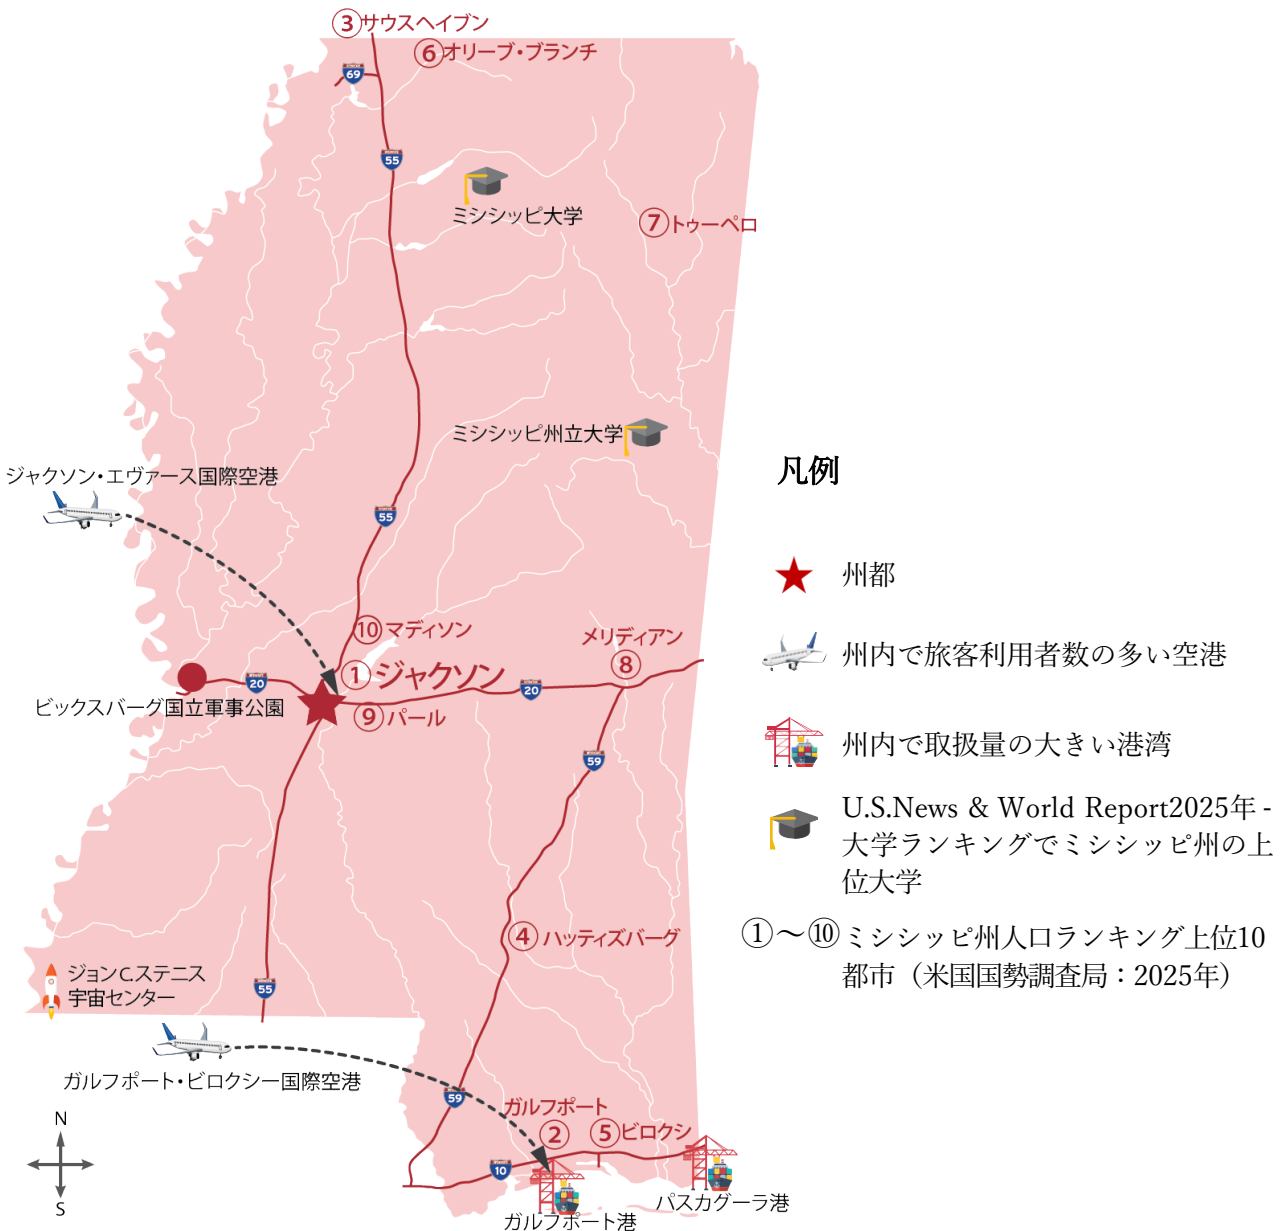 ③サウスヘイブン
⑥オリーブ・ブランチ
69
55
ミシシッピ大学
⑦トゥーペロ
ミシシッピ州立大学
ジャクソン・エヴァース国際空港
凡例
55
州都
⑩マディソン
メリディアン
⑧
州内で旅客利用者数の多い空港
①ジャクソン
20
20
ビックスバーグ国立軍事公園
⑨パール
州内で取扱量の大きい港湾
59
U.S.News & World Report2025年-
大学ランキングでミシシッピ州の上
位大学
④ハッティズバーグ
①~⑩ミシシッピ州人口ランキング上位10
都市（米国国勢調査局：2025年）
ジョンC.ステニス
宇宙センター
55
ガルフポート・ビロクシー国際空港
59
ガルフポート
②
⑤ビロクシ
N
S
10
パスカグーラ港
ガルフポート港